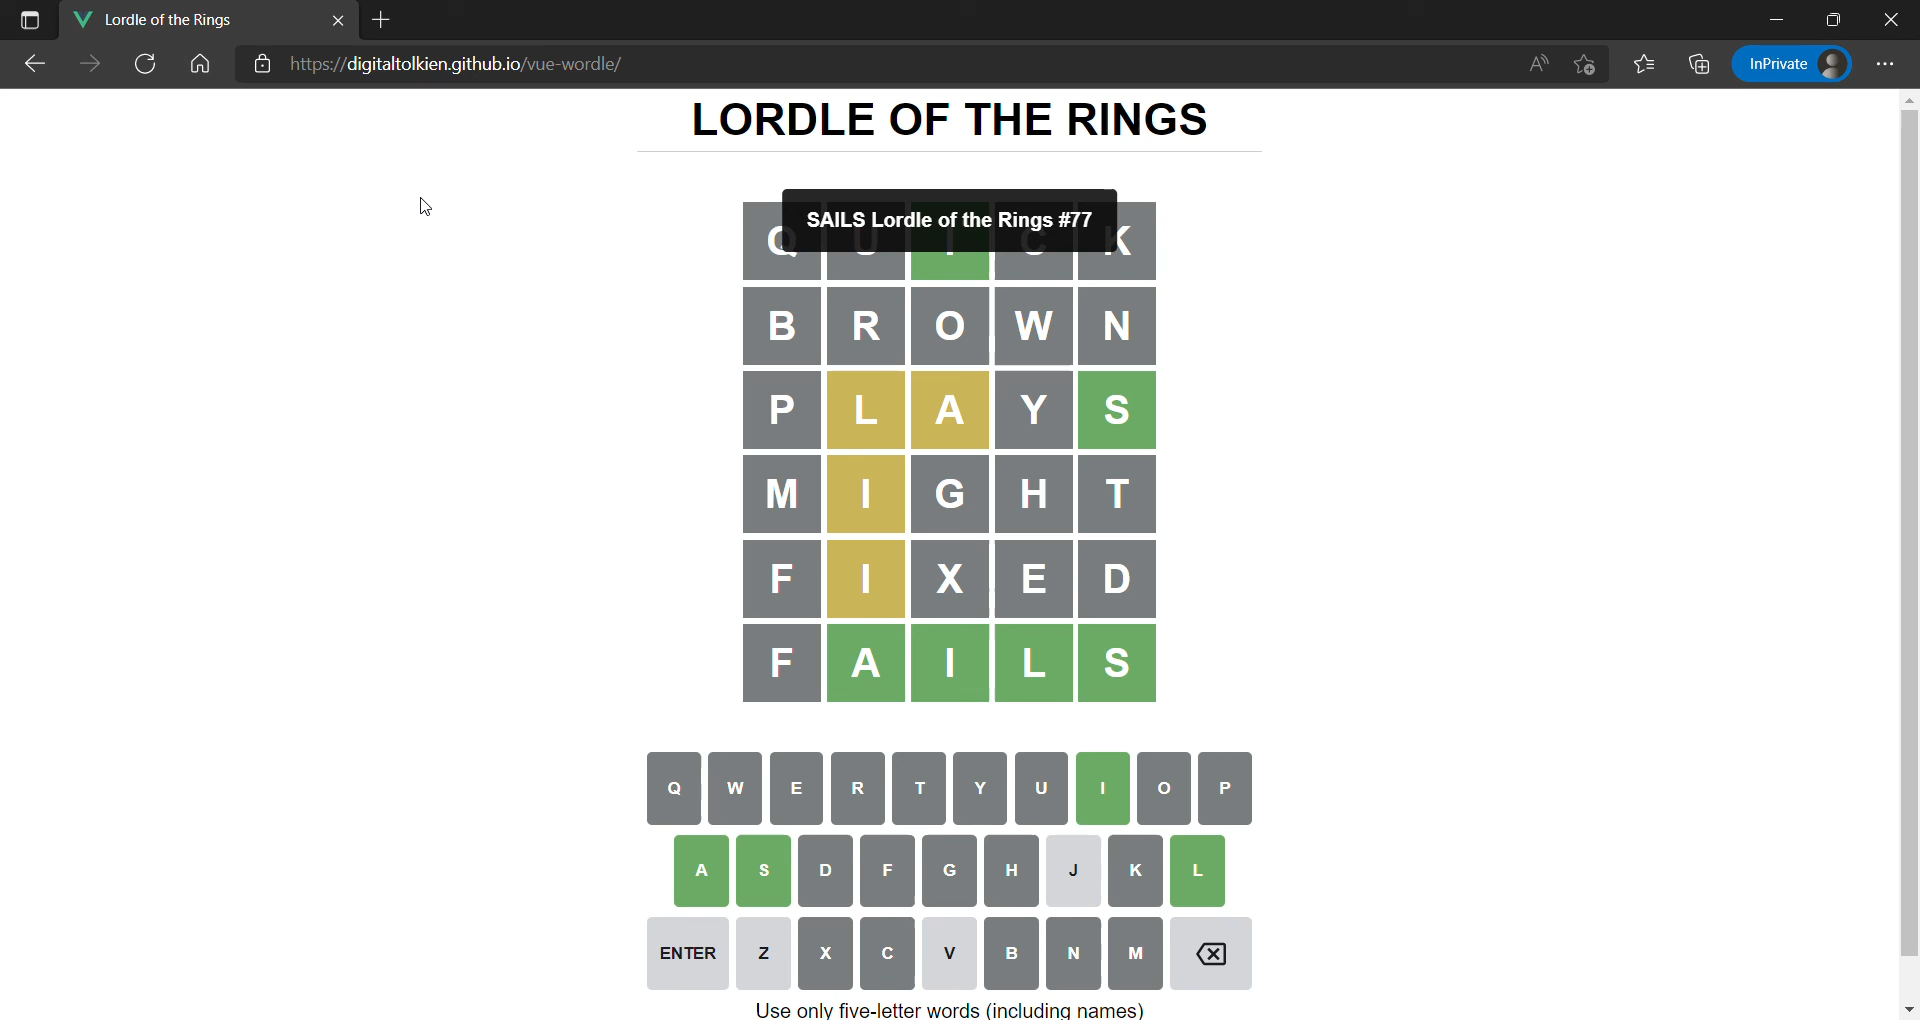 Lordle of the Rings
https://digitaltolkien.github.io/vue-wordle/
InPrivate
LORDLE OF THE RINGS
SAILS Lordle of the Rings #77
Q U I C K
B R O W N
P L A Y S
M I G H T
F I X E D
F A I L S
Q W E R T Y U I O P
A S D F G H J K L
ENTER Z X C V B N M
Use only five-letter words (including names)